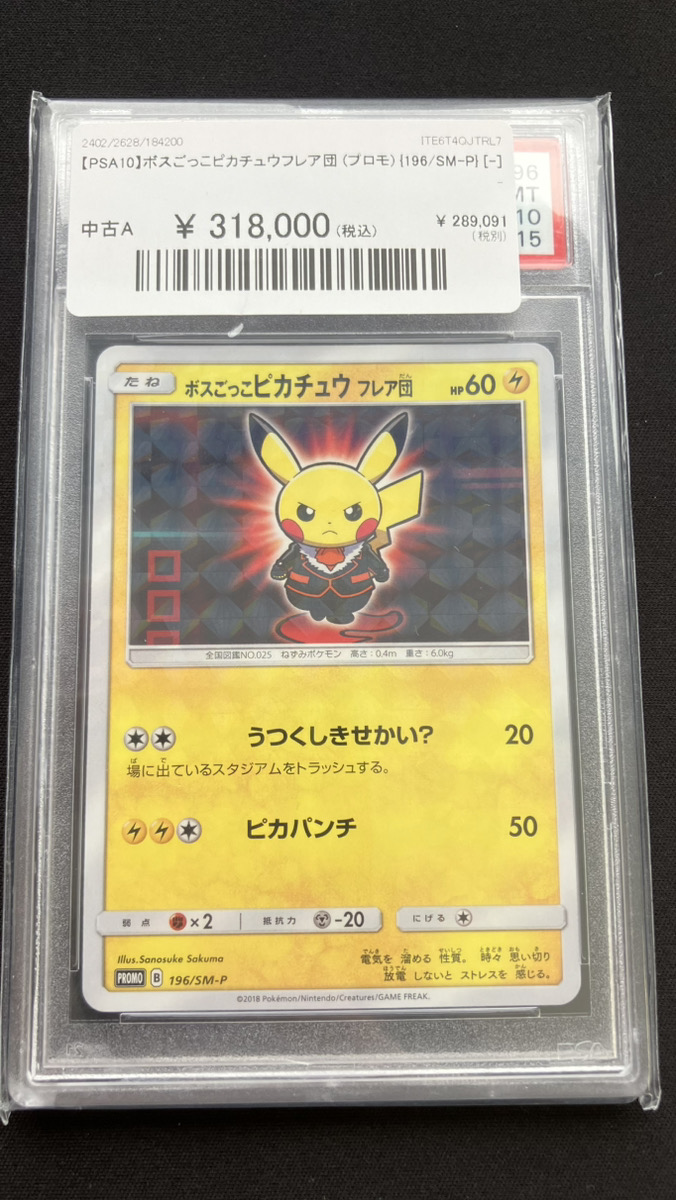 2402/2628/184200 ITE6T4QJTRL7
【PSA10】ボスごっこピカチュウフレア団 (プロモ) {196/SM-P} [-]
-
中古A ¥ 318,000 (税込) ¥ 289,091
(税別)
96
MT
10
15
たね ボスごっこピカチュウ フレア団 HP60
だん
全国図鑑NO.025 ねずみポケモン 高さ:0.4m 重さ:6.0kg
うつくしきせかい? 20
ば で
場に出ているスタジアムをトラッシュする。
ピカパンチ 50
弱点 ×2 抵抗力 -20 にげる
Illus.Sanosuke Sakuma
でんき た せいしつ ときどき おも き
電気を 溜める 性質。 時々 思い切り
ほうでん かん
放電 しないと ストレスを 感じる。
PROMO B 196/SM-P
©2018 Pokémon/Nintendo/Creatures/GAME FREAK.